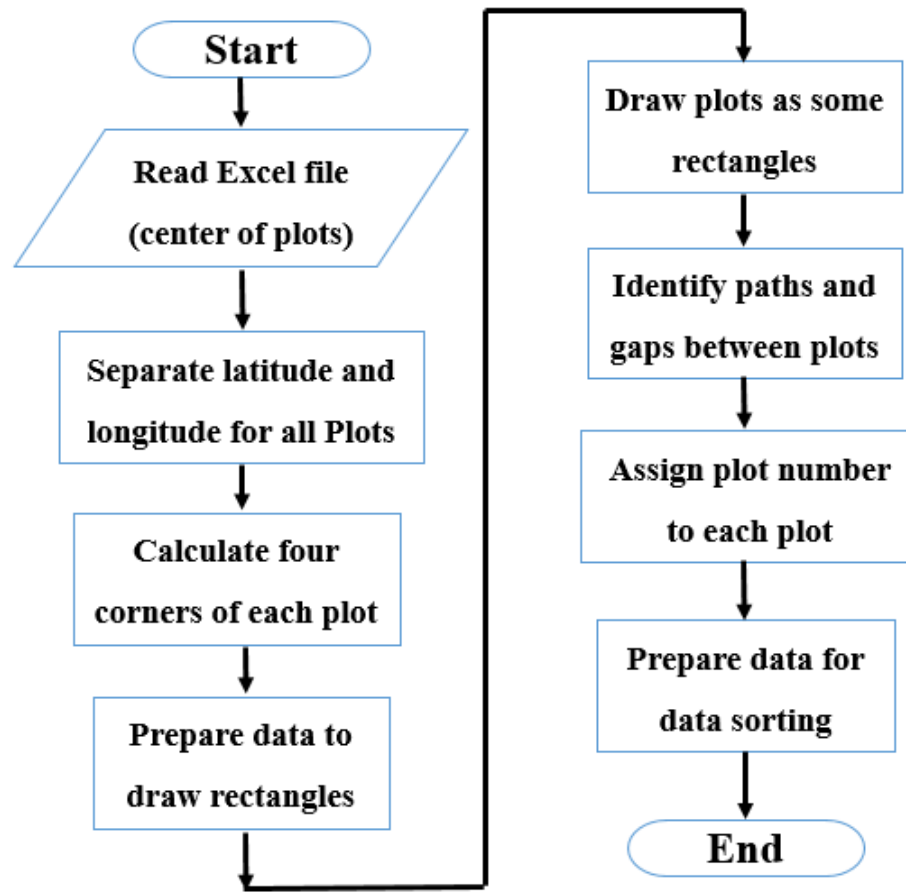 Start
Read Excel file
(center of plots)
Separate latitude and
longitude for all Plots
Calculate four
corners of each plot
Prepare data to
draw rectangles
Draw plots as some
rectangles
Identify paths and
gaps between plots
Assign plot number
to each plot
Prepare data for
data sorting
End